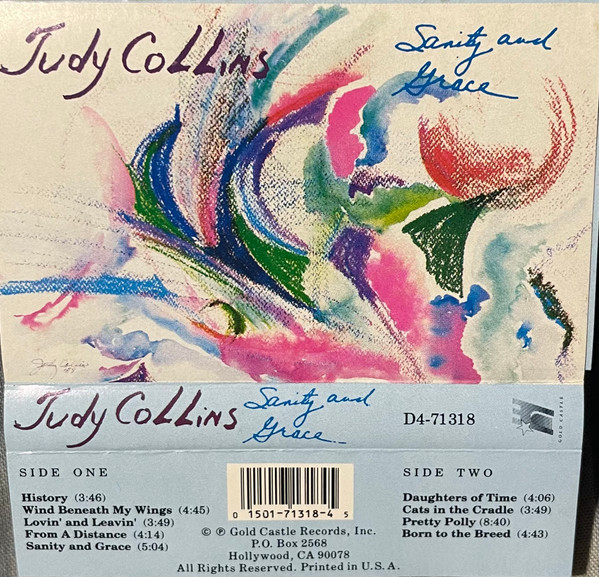 Judy Collins
Sanity and
Grace
Judy Collins
Sanity and
Grace
D4-71318
GOLD CASTLE
SIDE ONE
History (3:46)
Wind Beneath My Wings (4:45)
Lovin' and Leavin' (3:49)
From A Distance (4:14)
Sanity and Grace (5:04)
0 1501-71318-4 5
© ℗ Gold Castle Records, Inc.
P.O. Box 2568
Hollywood, CA 90078
All Rights Reserved. Printed in U.S.A.
SIDE TWO
Daughters of Time (4:06)
Cats in the Cradle (3:49)
Pretty Polly (8:40)
Born to the Breed (4:43)